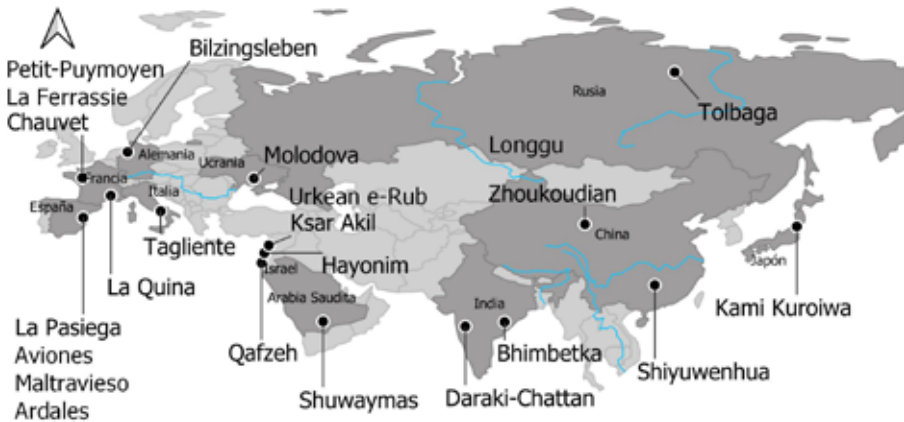 Bilzingsleben
Petit-Puymoyen
La Ferrassie
Chauvet
Rusia
Tolbaga
Alemania
Ucrania
Molodova
Longgu
Francia
Italia
Urkean e-Rub
Ksar Akil
Zhoukoudian
España
Tagliente
Israel
Hayonim
China
Japón
La Quina
Arabia Saudita
India
Kami Kuroiwa
La Pasiega
Aviones
Maltravieso
Ardales
Qafzeh
Bhimbetka
Shiyuwenhua
Shuwaymas
Daraki-Chattan